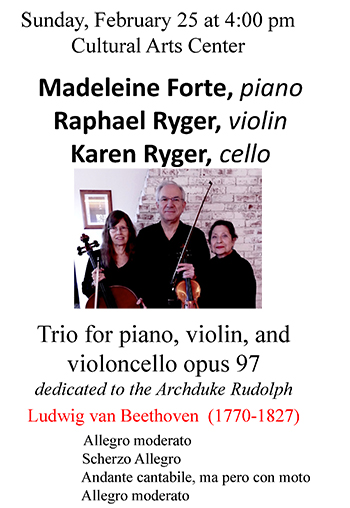 Sunday, February 25 at 4:00 pm
Cultural Arts Center
Madeleine Forte, piano
Raphael Ryger, violin
Karen Ryger, cello
Trio for piano, violin, and
violoncello opus 97
dedicated to the Archduke Rudolph
Ludwig van Beethoven (1770-1827)
Allegro moderato
Scherzo Allegro
Andante cantabile, ma pero con moto
Allegro moderato